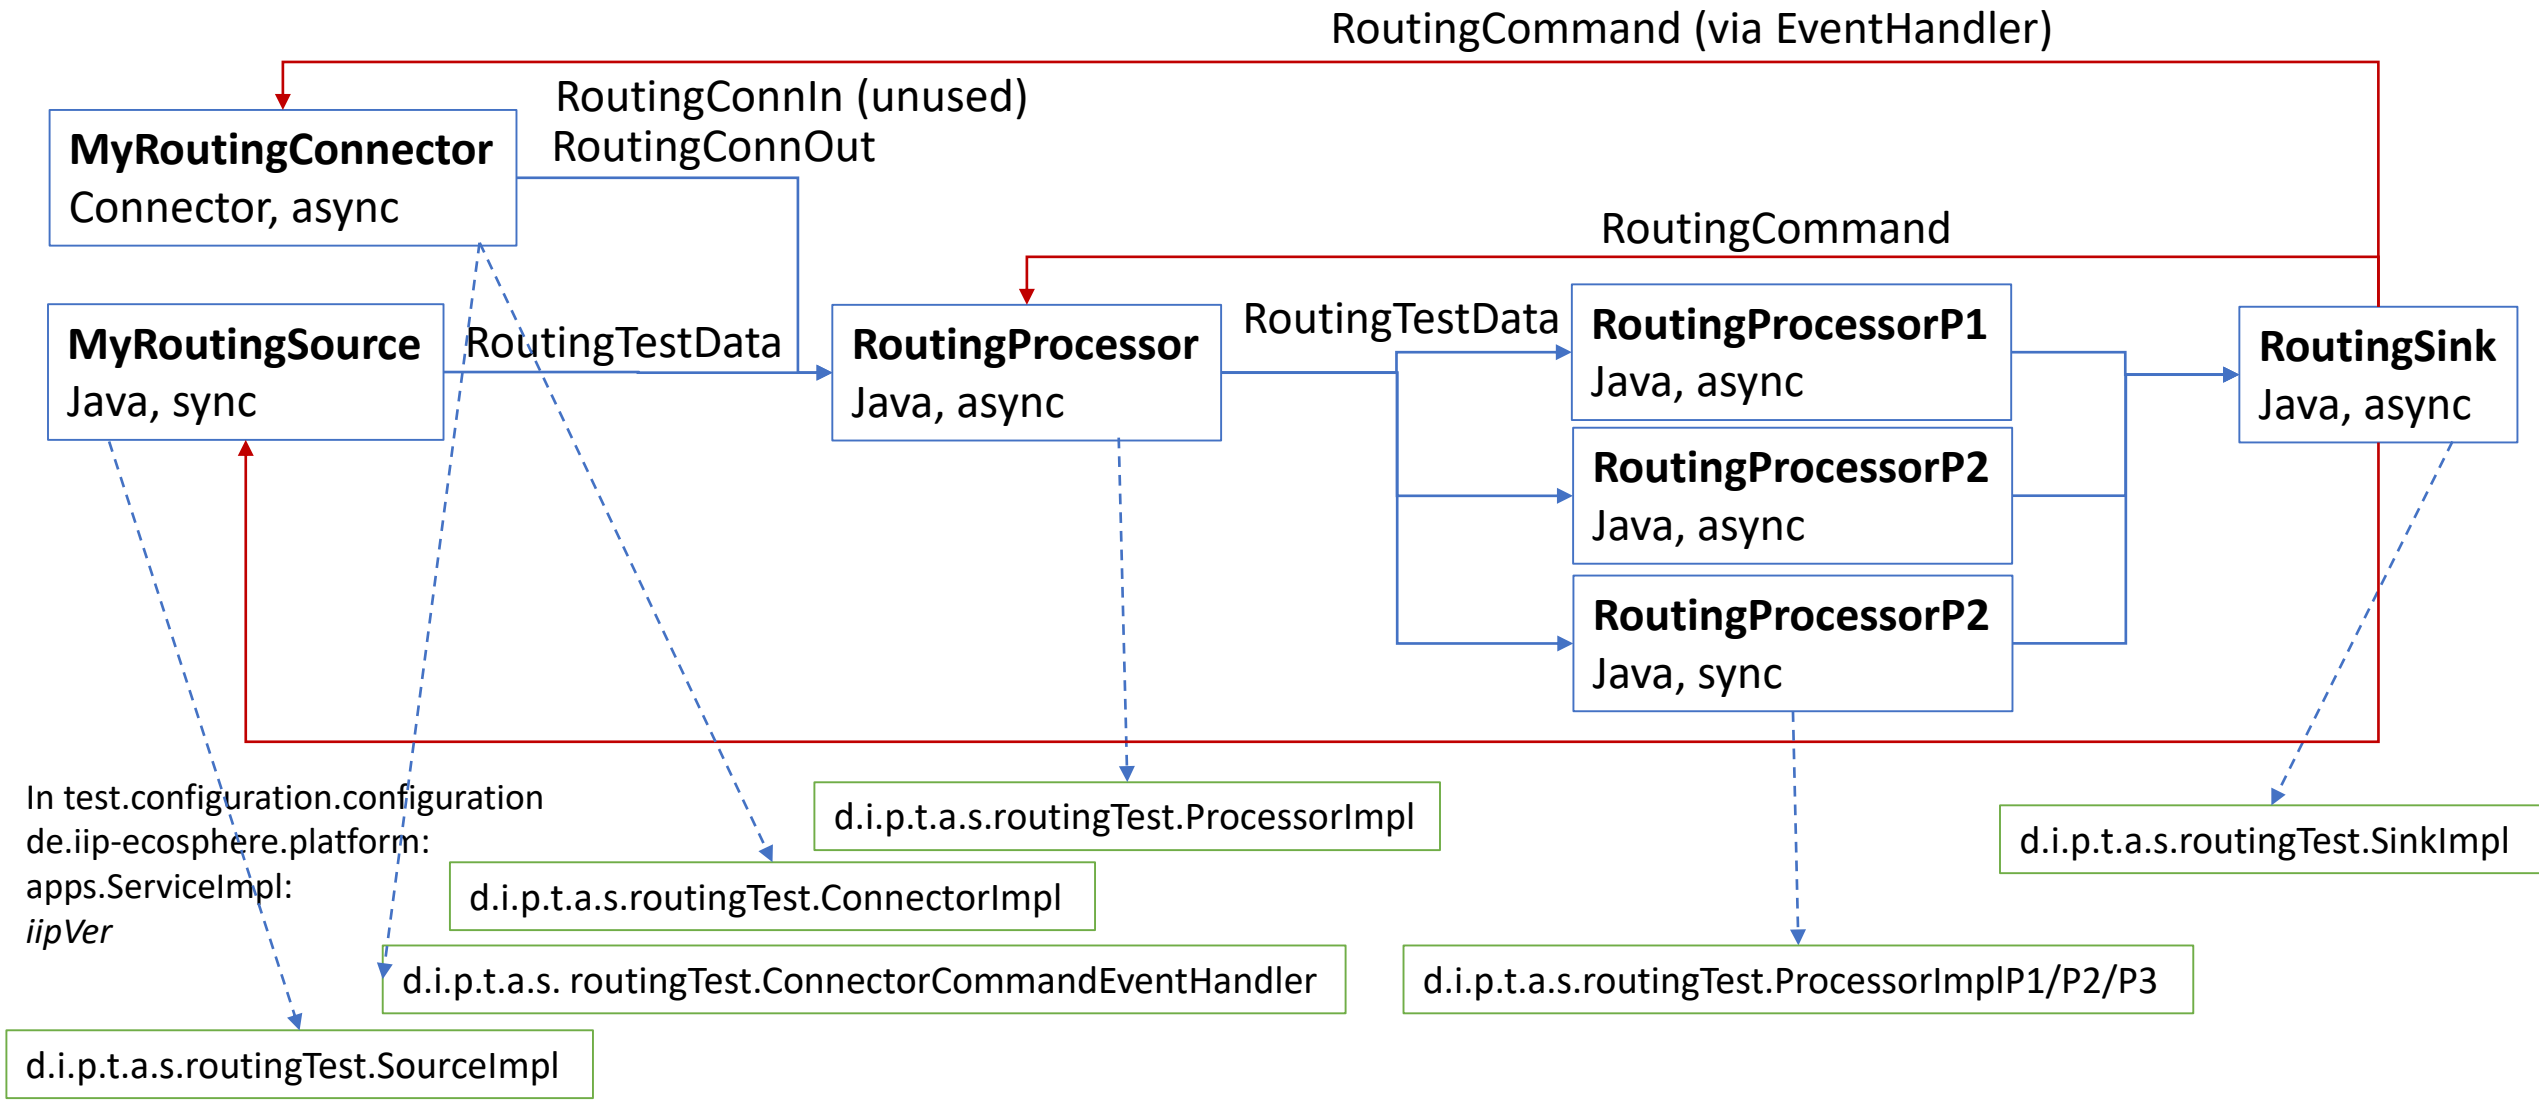 RoutingCommand (via EventHandler)
RoutingConnIn (unused)
RoutingConnOut
MyRoutingConnector
Connector, async
RoutingCommand
MyRoutingSource
Java, sync
RoutingTestData
RoutingProcessor
Java, async
RoutingTestData
RoutingProcessorP1
Java, async
RoutingProcessorP2
Java, async
RoutingProcessorP2
Java, sync
RoutingSink
Java, async
In test.configuration.configuration
de.iip-ecosphere.platform:
apps.ServiceImpl:
iipVer
d.i.p.t.a.s.routingTest.ProcessorImpl
d.i.p.t.a.s.routingTest.SinkImpl
d.i.p.t.a.s.routingTest.ConnectorImpl
d.i.p.t.a.s. routingTest.ConnectorCommandEventHandler
d.i.p.t.a.s.routingTest.ProcessorImplP1/P2/P3
d.i.p.t.a.s.routingTest.SourceImpl